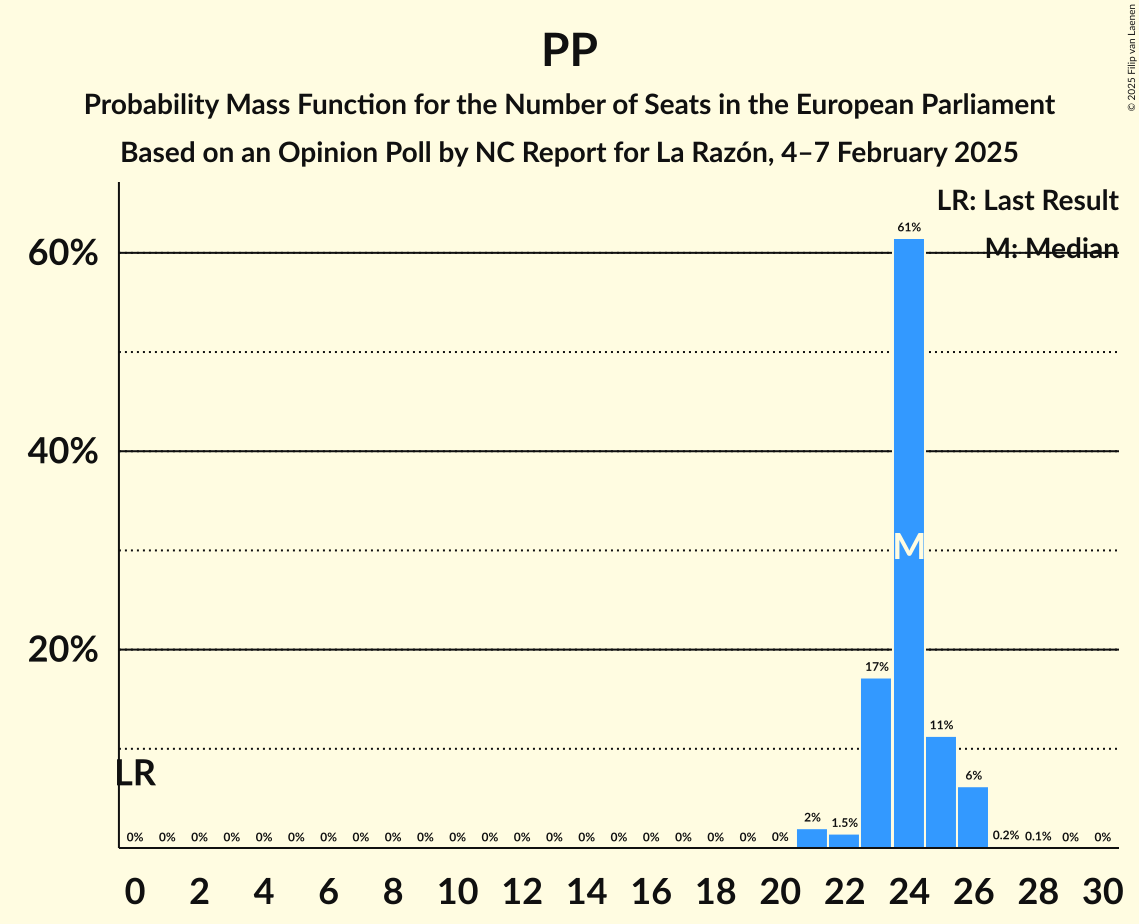 PP
Probability Mass Function for the Number of Seats in the European Parliament
Based on an Opinion Poll by NC Report for La Razón, 4–7 February 2025
© 2025 Filip van Laenen
LR: Last Result
M: Median
60%
40%
20%
61%
M
17%
11%
6%
LR
0% 0% 0% 0% 0% 0% 0% 0% 0% 0% 0% 0% 0% 0% 0% 0% 0% 0% 0% 0% 0% 2% 1.5% 0.2% 0.1% 0% 0%
0 2 4 6 8 10 12 14 16 18 20 22 24 26 28 30